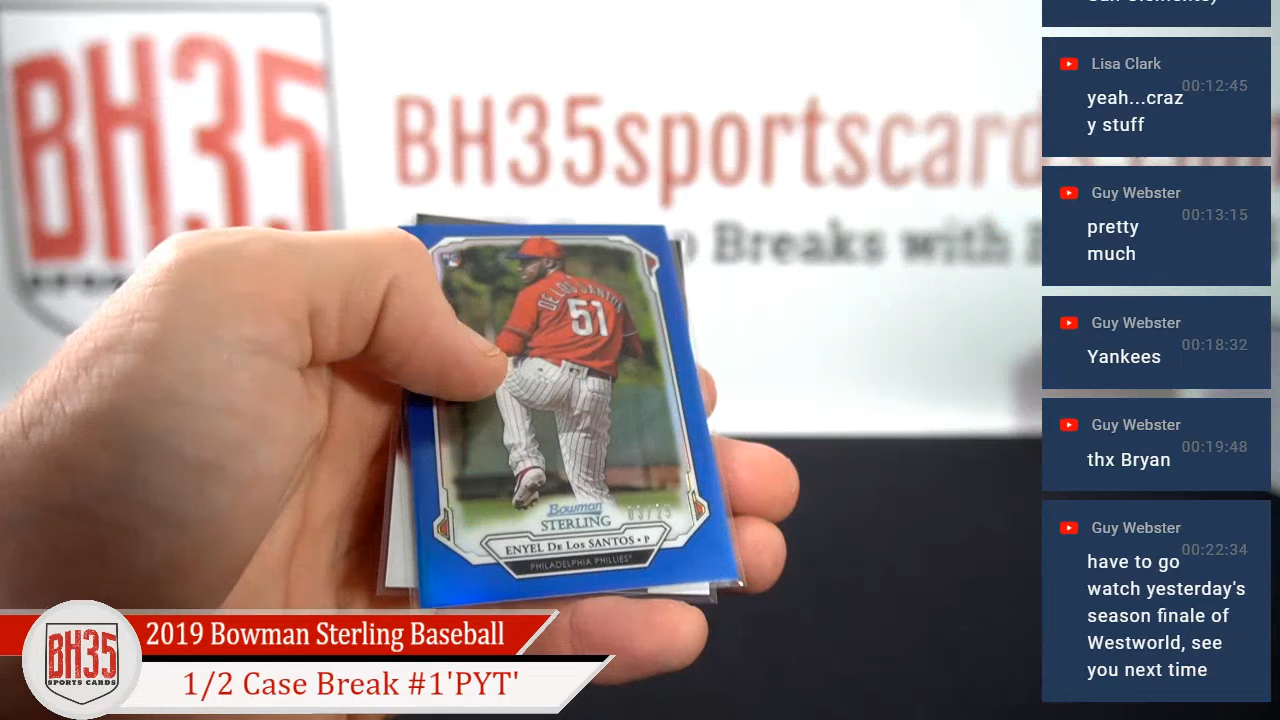 BH35
BH35sportscard
Breaks with
DE LOS SANTOS
51
Bowman
STERLING
ENYEL DE LOS SANTOS • P
PHILADELPHIA PHILLIES
2019 Bowman Sterling Baseball
1/2 Case Break #1'PYT'
BH35
SPORTS CARDS
Lisa Clark
00:12:45
yeah...craz
y stuff
Guy Webster
00:13:15
pretty
much
Guy Webster
00:18:32
Yankees
Guy Webster
00:19:48
thx Bryan
Guy Webster
00:22:34
have to go
watch yesterday's
season finale of
Westworld, see
you next time